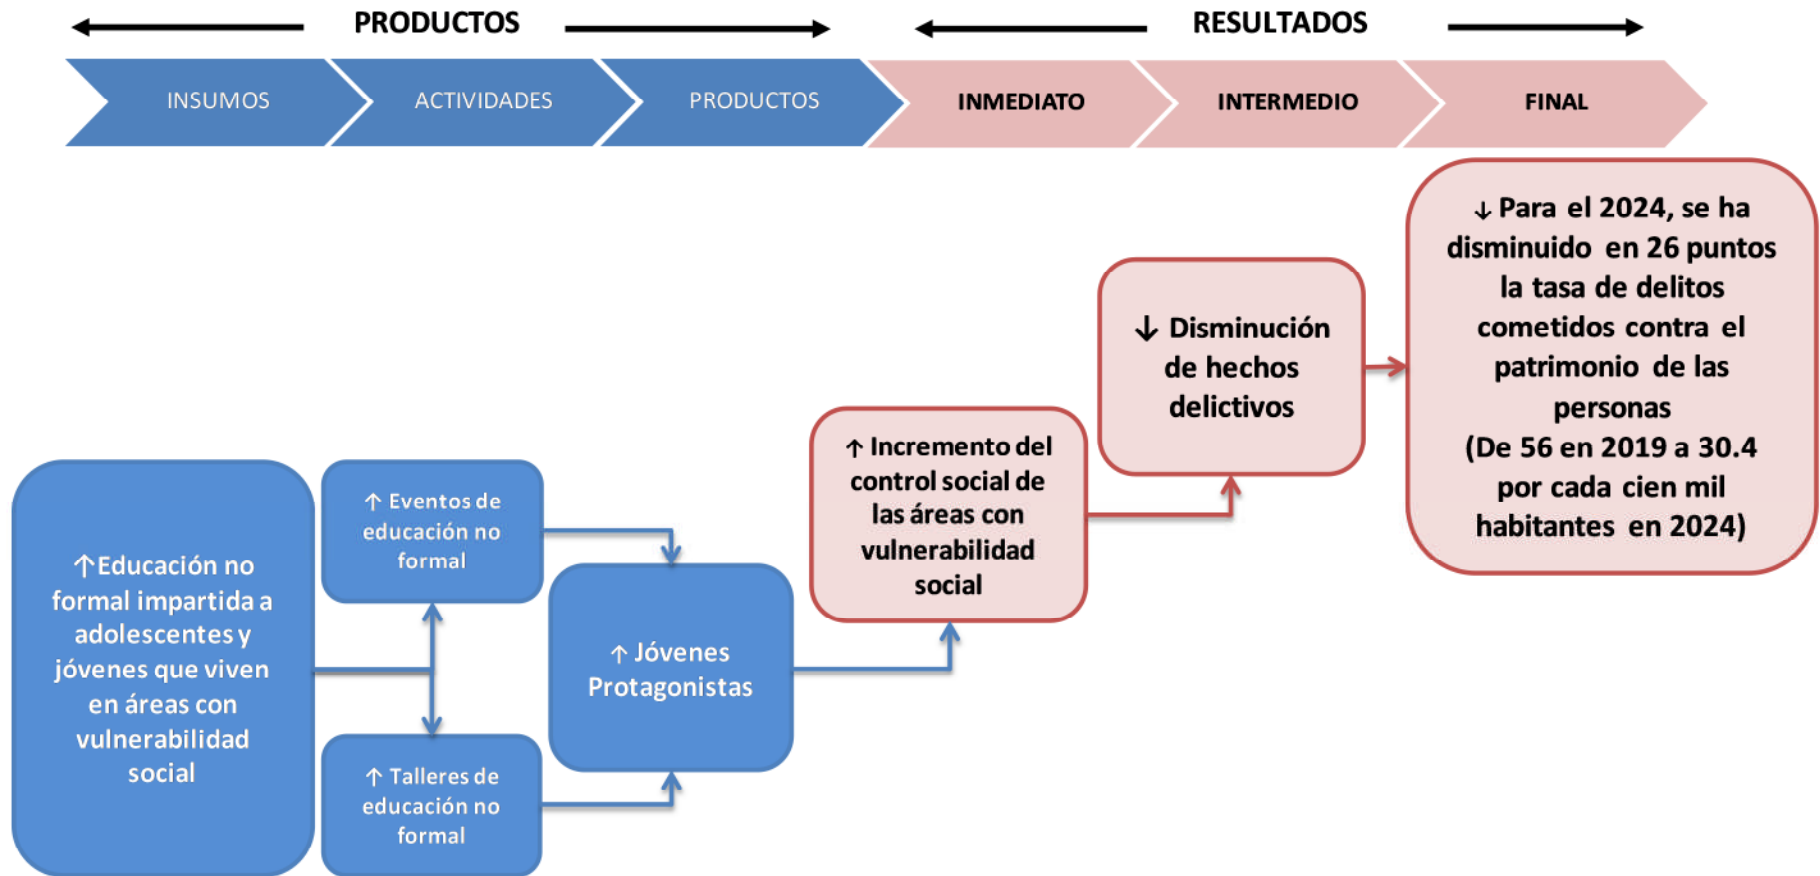 PRODUCTOS
RESULTADOS
INSUMOS
ACTIVIDADES
PRODUCTOS
INMEDIATO
INTERMEDIO
FINAL
↑Educación no
formal impartida a
adolescentes y
jóvenes que viven
en áreas con
vulnerabilidad
social
↑ Eventos de
educación no
formal
↑ Talleres de
educación no
formal
↑ Jóvenes
Protagonistas
↑ Incremento del
control social de
las áreas con
vulnerabilidad
social
↓ Disminución
de hechos
delictivos
↓ Para el 2024, se ha
disminuido en 26 puntos
la tasa de delitos
cometidos contra el
patrimonio de las
personas
(De 56 en 2019 a 30.4
por cada cien mil
habitantes en 2024)